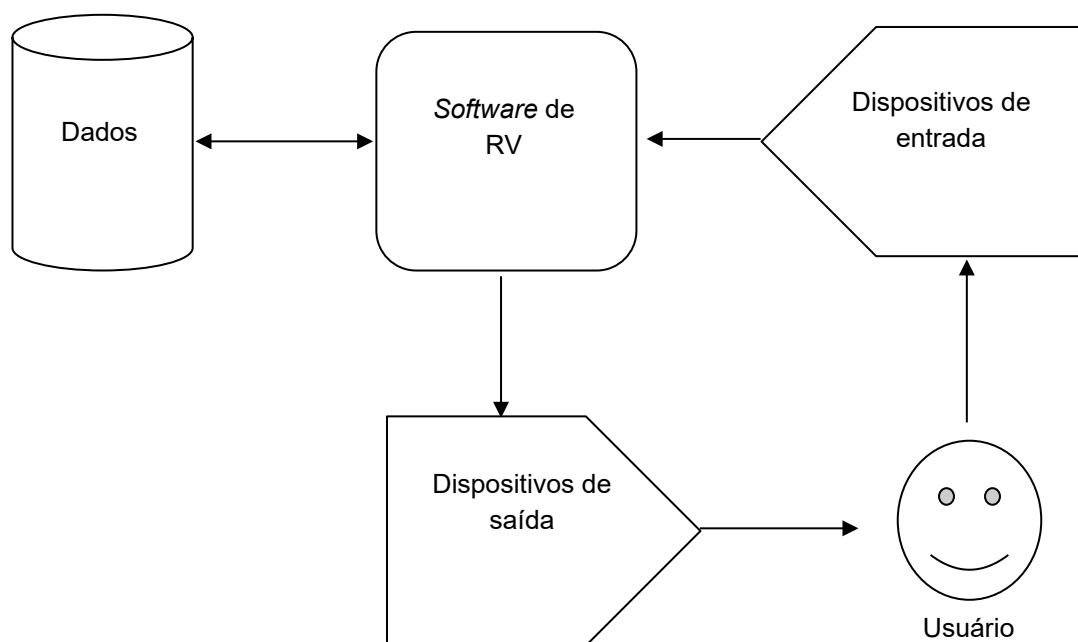 Dados
Software de
RV
Dispositivos de
entrada
Dispositivos de
saída
Usuário